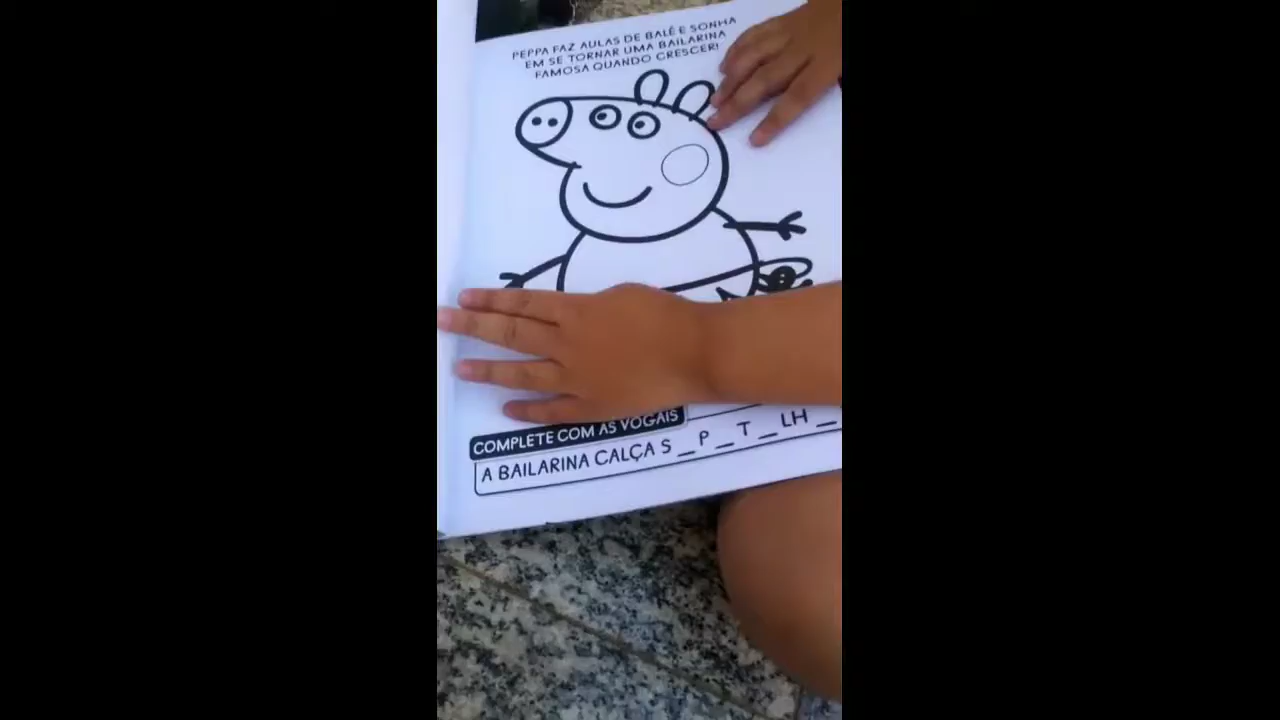 PEPPA FAZ AULAS DE BALÉ E SONHA
EM SE TORNAR UMA BAILARINA
FAMOSA QUANDO CRESCER!
COMPLETE COM AS VOGAIS
A BAILARINA CALÇA S _ P _ T _ LH _